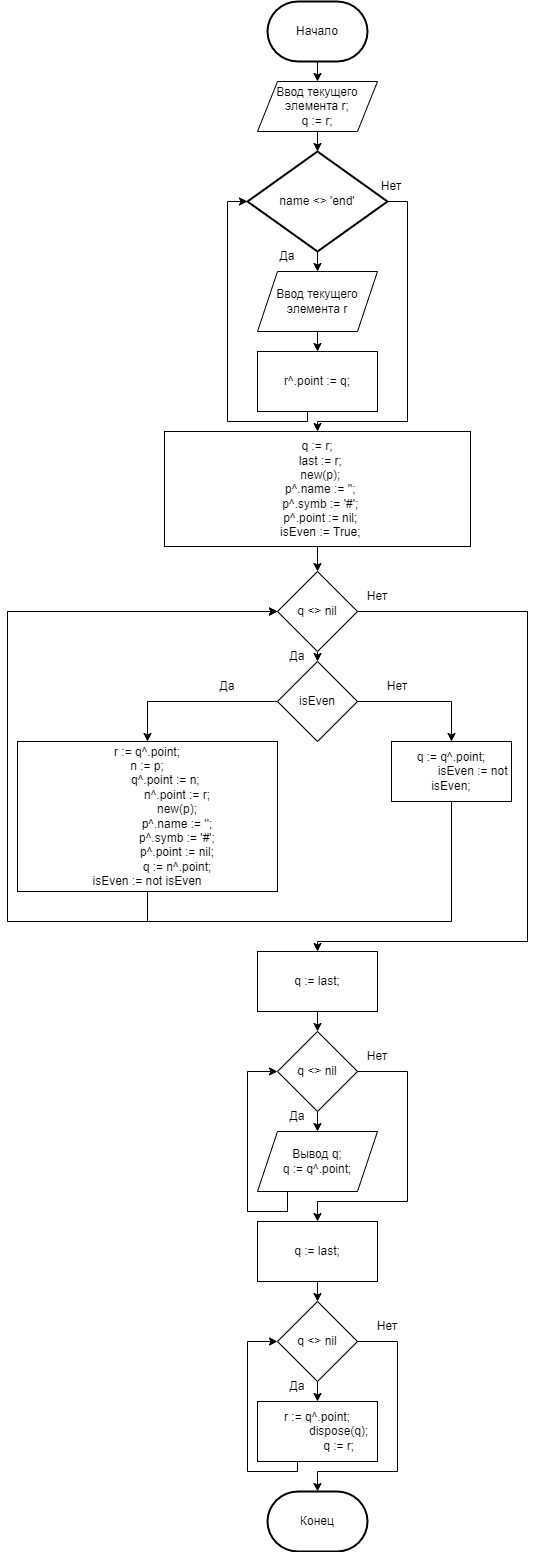 Начало
Ввод текущего
элемента r;
q := r;
name <> 'end'
Нет
Да
Ввод текущего
элемента r
r^.point := q;
q := r;
last := r;
new(p);
p^.name := '';
p^.symb := '#';
p^.point := nil;
isEven := True;
q <> nil
Нет
Да
isEven
Да
Нет
r := q^.point;
n := p;
q^.point := n;
n^.point := r;
new(p);
p^.name := '';
p^.symb := '#';
p^.point := nil;
q := n^.point;
isEven := not isEven
q := q^.point;
isEven := not
isEven;
q := last;
q <> nil
Нет
Да
Вывод q;
q := q^.point;
q := last;
q <> nil
Нет
Да
r := q^.point;
dispose(q);
q := r;
Конец